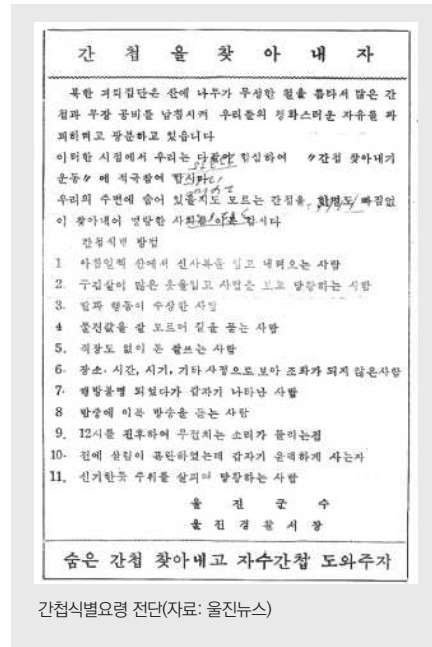 간 첩 을 찾 아 내 자
북한 괴뢰집단은 산에 나무가 무성한 철을 틈타서 많은 간
첩과 무장 공비를 남침시켜 우리들의 평화스러운 자유를 파
괴하려고 광분하고 있읍니다
이러한 시점에서 우리는 다같이 합심하여 〃간첩 찾아내기
운동〃에 적극참여 합시다
우리의 주변에 숨어 있을지도 모르는 간첩을 한명도 빠짐없
이 찾아내어 명랑한 사회를 이룩 합시다
간첩식별 방법
1 아침일찍 산에서 신사복을 입고 내려오는 사람
2. 구김살이 많은 옷을입고 사람을 보고 당황하는 사람
3. 말과 행동이 수상한 사람
4 물건값을 잘 모르며 길을 묻는 사람
5. 직장도 없이 돈 잘쓰는 사람
6. 장소. 시간, 시기, 기타 사정으로 보아 조화가 되지 않은사람
7. 행방불명 되었다가 갑자기 나타난 사람
8 밤중에 이북 방송을 듣는 사람
9. 12시를 전후하여 무전치는 소리가 들리는집
10. 전에 살림이 곤란하였는데 갑자기 윤택하게 사는자
11. 신기한듯 주위를 살피며 당황하는 사람
울 진 군 수
울 진 경 찰 서 장
숨은 간첩 찾아내고 자수간첩 도와주자
간첩식별요령 전단(자료: 울진뉴스)